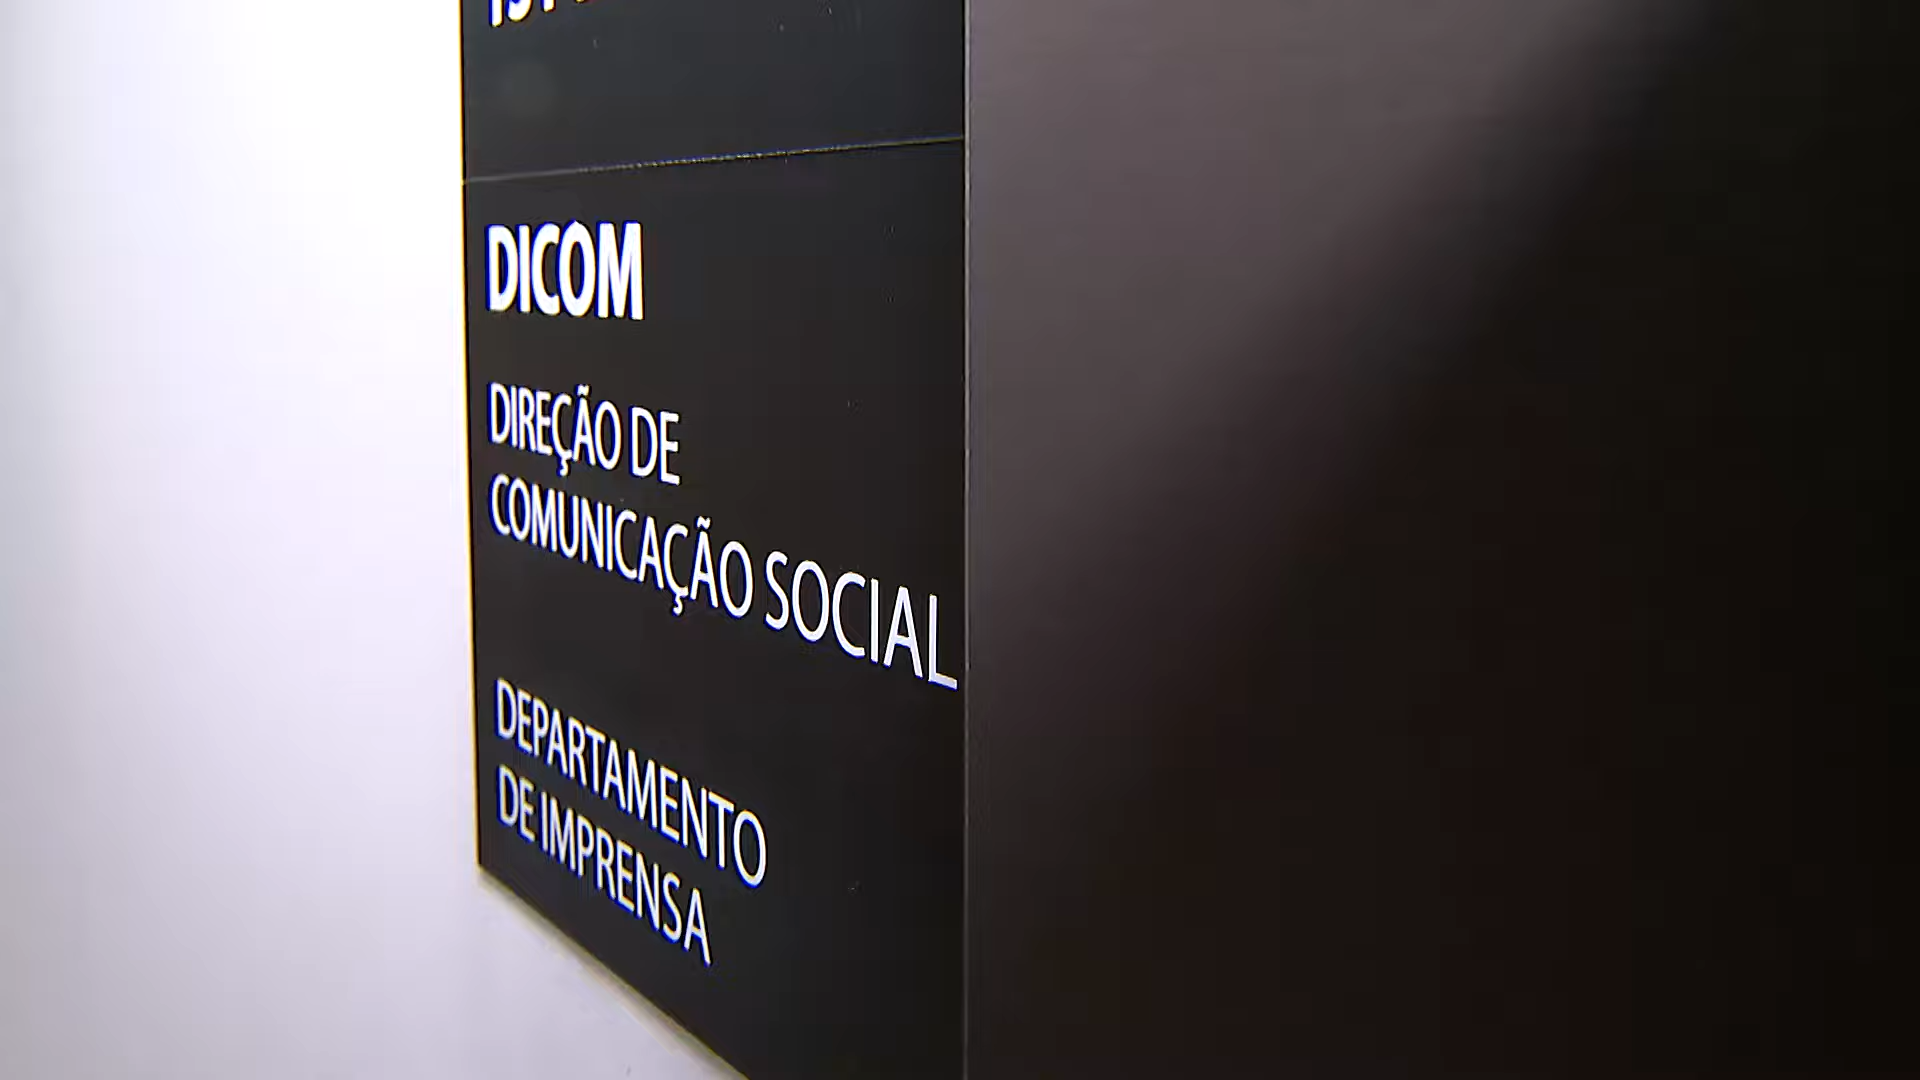 DICOM
DIREÇÃO DE
COMUNICAÇÃO SOCIAL
DEPARTAMENTO
DE IMPRENSA